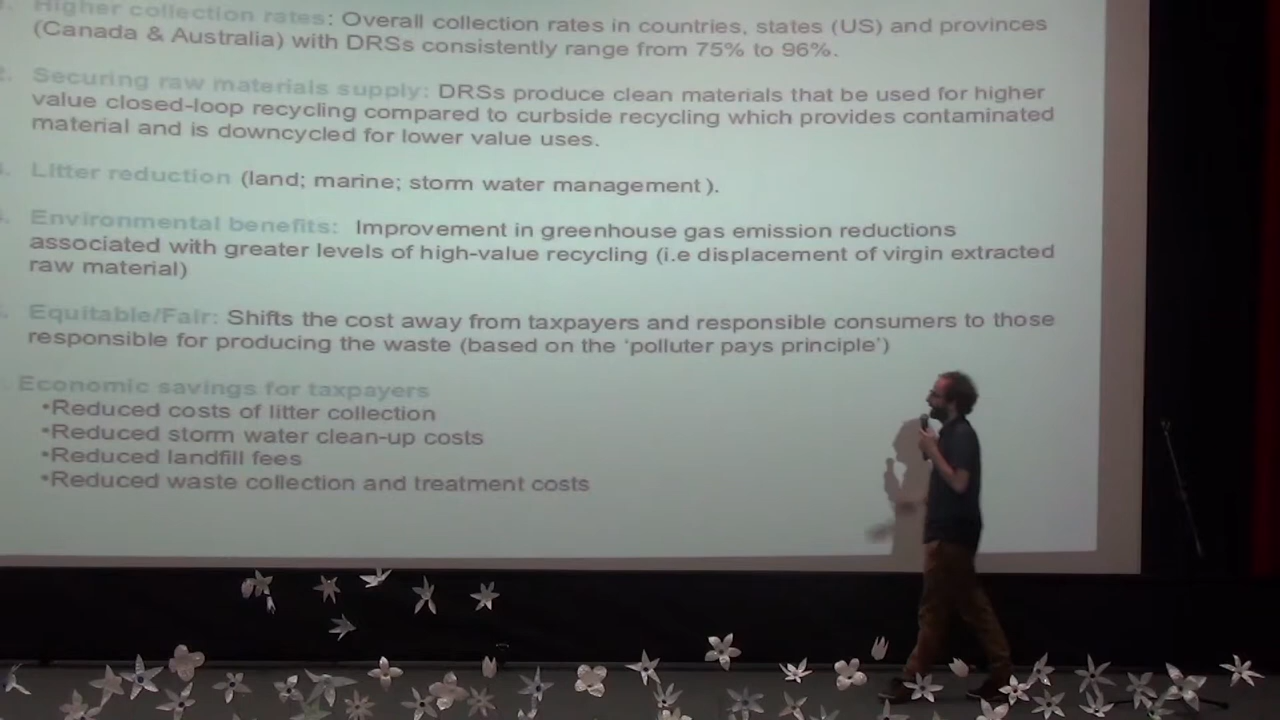 Higher collection rates: Overall collection rates in countries, states (US) and provinces
(Canada & Australia) with DRSs consistently range from 75% to 96%.
Securing raw materials supply: DRSs produce clean materials that be used for higher
value closed-loop recycling compared to curbside recycling which provides contaminated
material and is downcycled for lower value uses.
Litter reduction (land; marine; storm water management ).
Environmental benefits: Improvement in greenhouse gas emission reductions
associated with greater levels of high-value recycling (i.e displacement of virgin extracted
raw material)
Equitable/Fair: Shifts the cost away from taxpayers and responsible consumers to those
responsible for producing the waste (based on the ‘polluter pays principle’)
Economic savings for taxpayers
•Reduced costs of litter collection
•Reduced storm water clean-up costs
•Reduced landfill fees
•Reduced waste collection and treatment costs